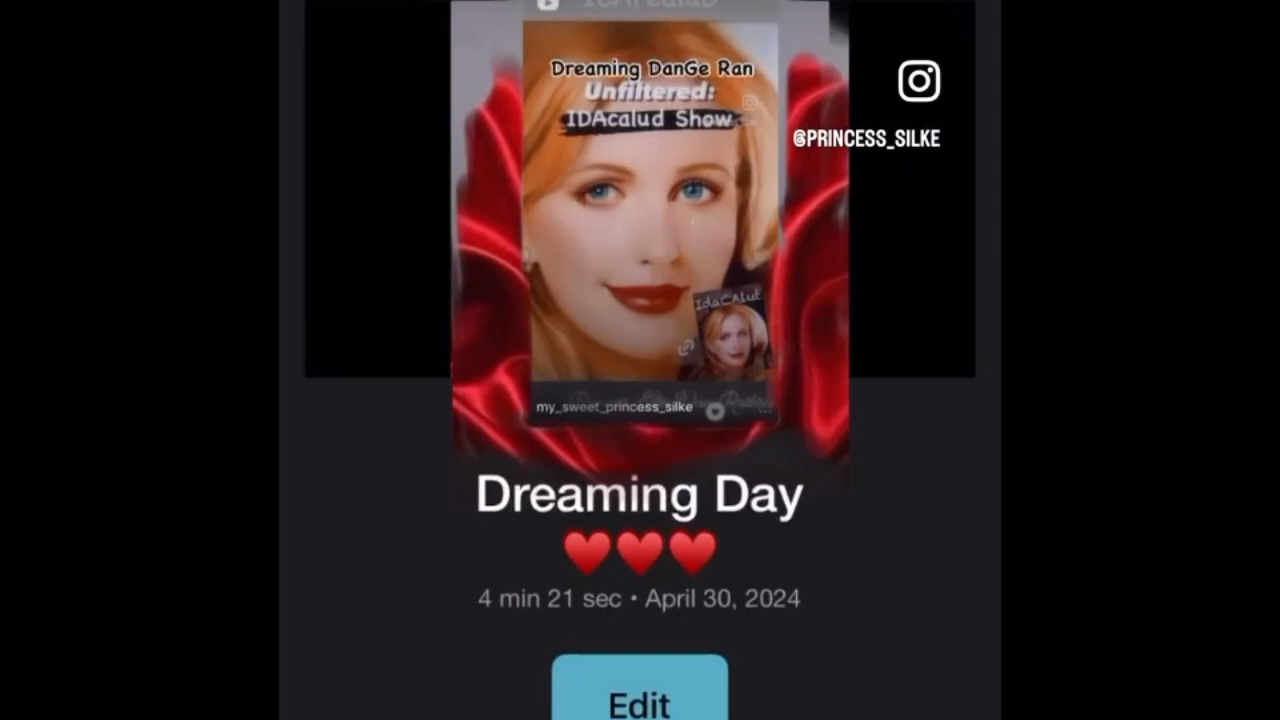 Dreaming DanGe Ran
Unfiltered:
IDAcalud Show
@PRINCESS_SILKE
IdaCALut
my_sweet_princess_silke
Dreaming Day
♥️♥️♥️
4 min 21 sec • April 30, 2024
Edit